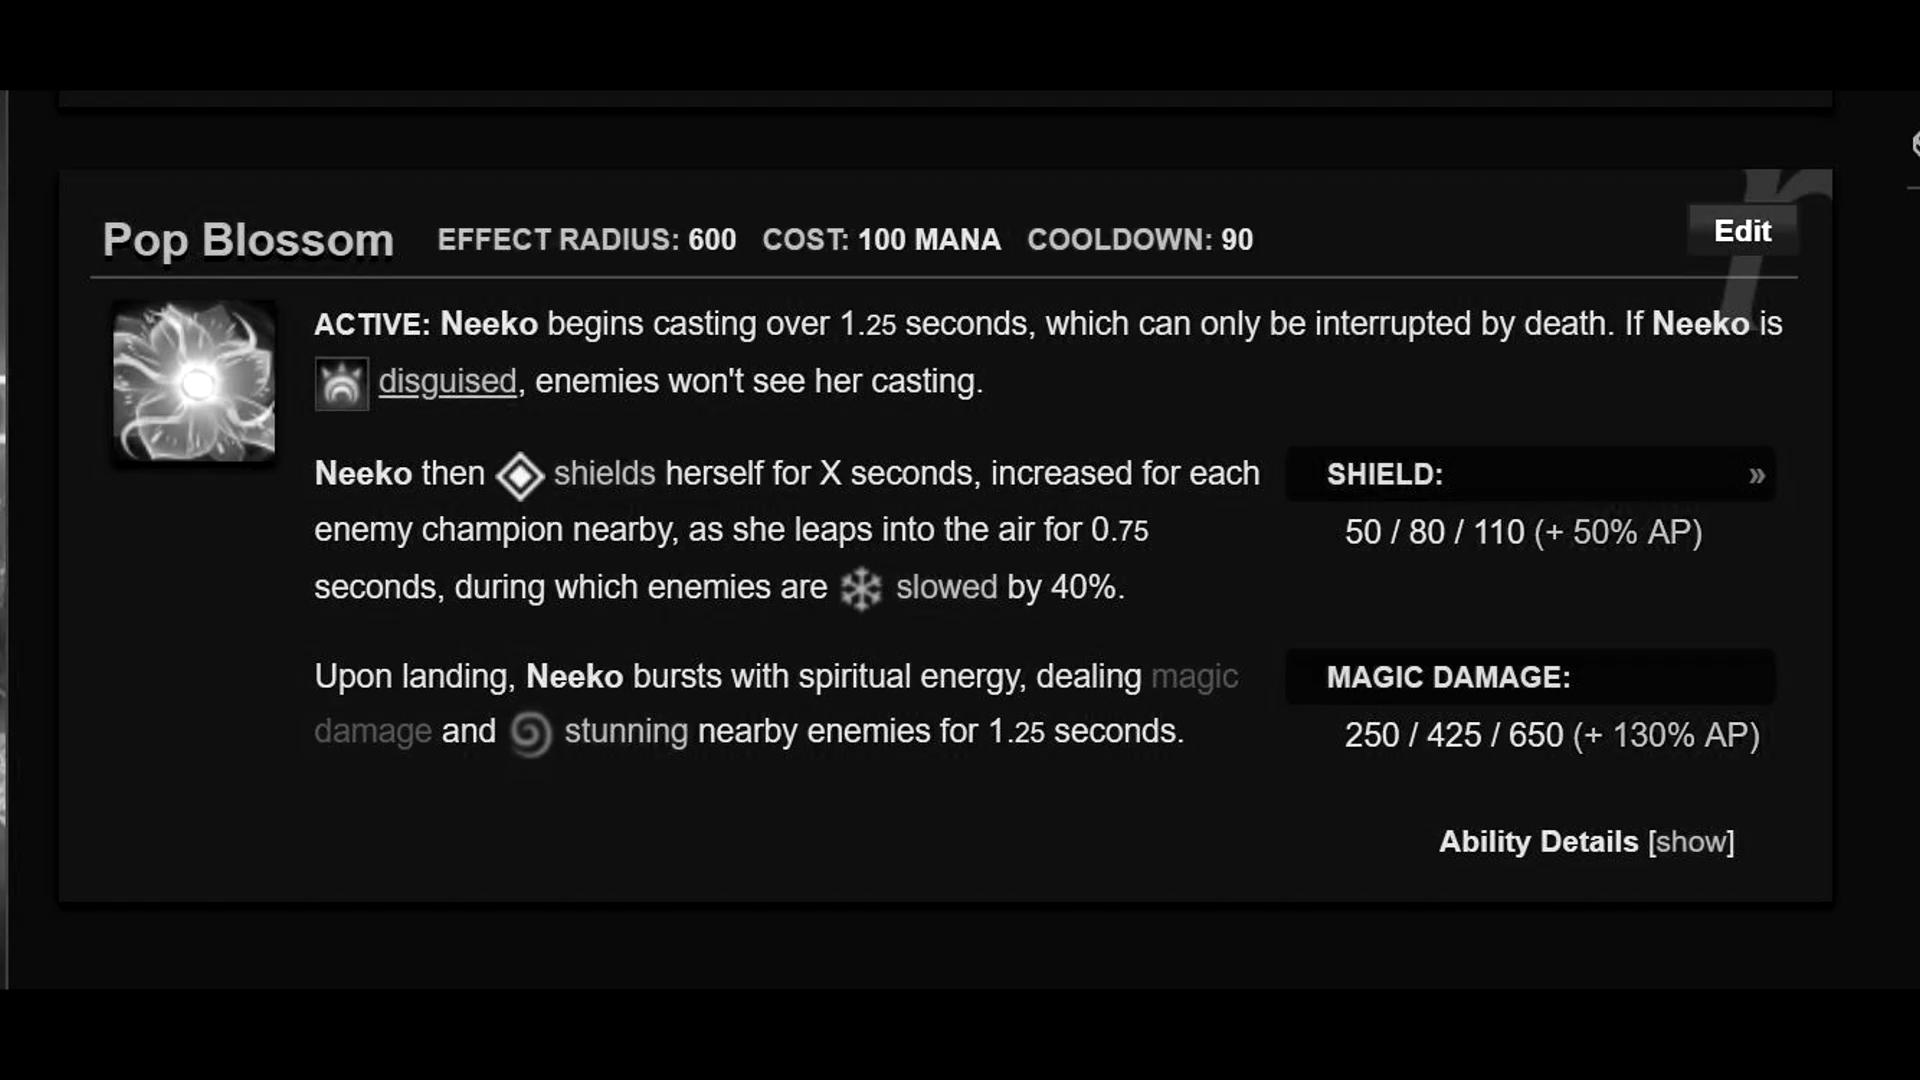 Pop Blossom EFFECT RADIUS: 600 COST: 100 MANA COOLDOWN: 90
Edit
r
ACTIVE: Neeko begins casting over 1.25 seconds, which can only be interrupted by death. If Neeko is
disguised, enemies won't see her casting.
Neeko then shields herself for X seconds, increased for each
enemy champion nearby, as she leaps into the air for 0.75
seconds, during which enemies are slowed by 40%.
SHIELD: »
50 / 80 / 110 (+ 50% AP)
Upon landing, Neeko bursts with spiritual energy, dealing magic
damage and stunning nearby enemies for 1.25 seconds.
MAGIC DAMAGE:
250 / 425 / 650 (+ 130% AP)
Ability Details [show]